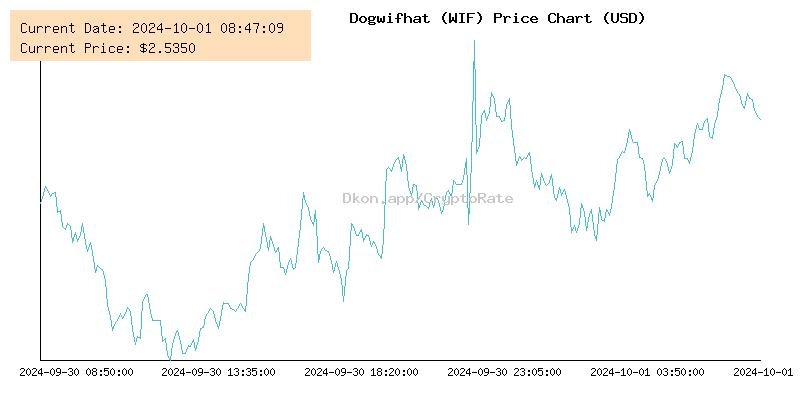 Dogwifhat (WIF) Price Chart (USD)
Current Date: 2024-10-01 08:47:09
Current Price: $2.5350
Dkon.app/CryptoRate
2024-09-30 08:50:00
2024-09-30 13:35:00
2024-09-30 18:20:00
2024-09-30 23:05:00
2024-10-01 03:50:00
2024-10-01